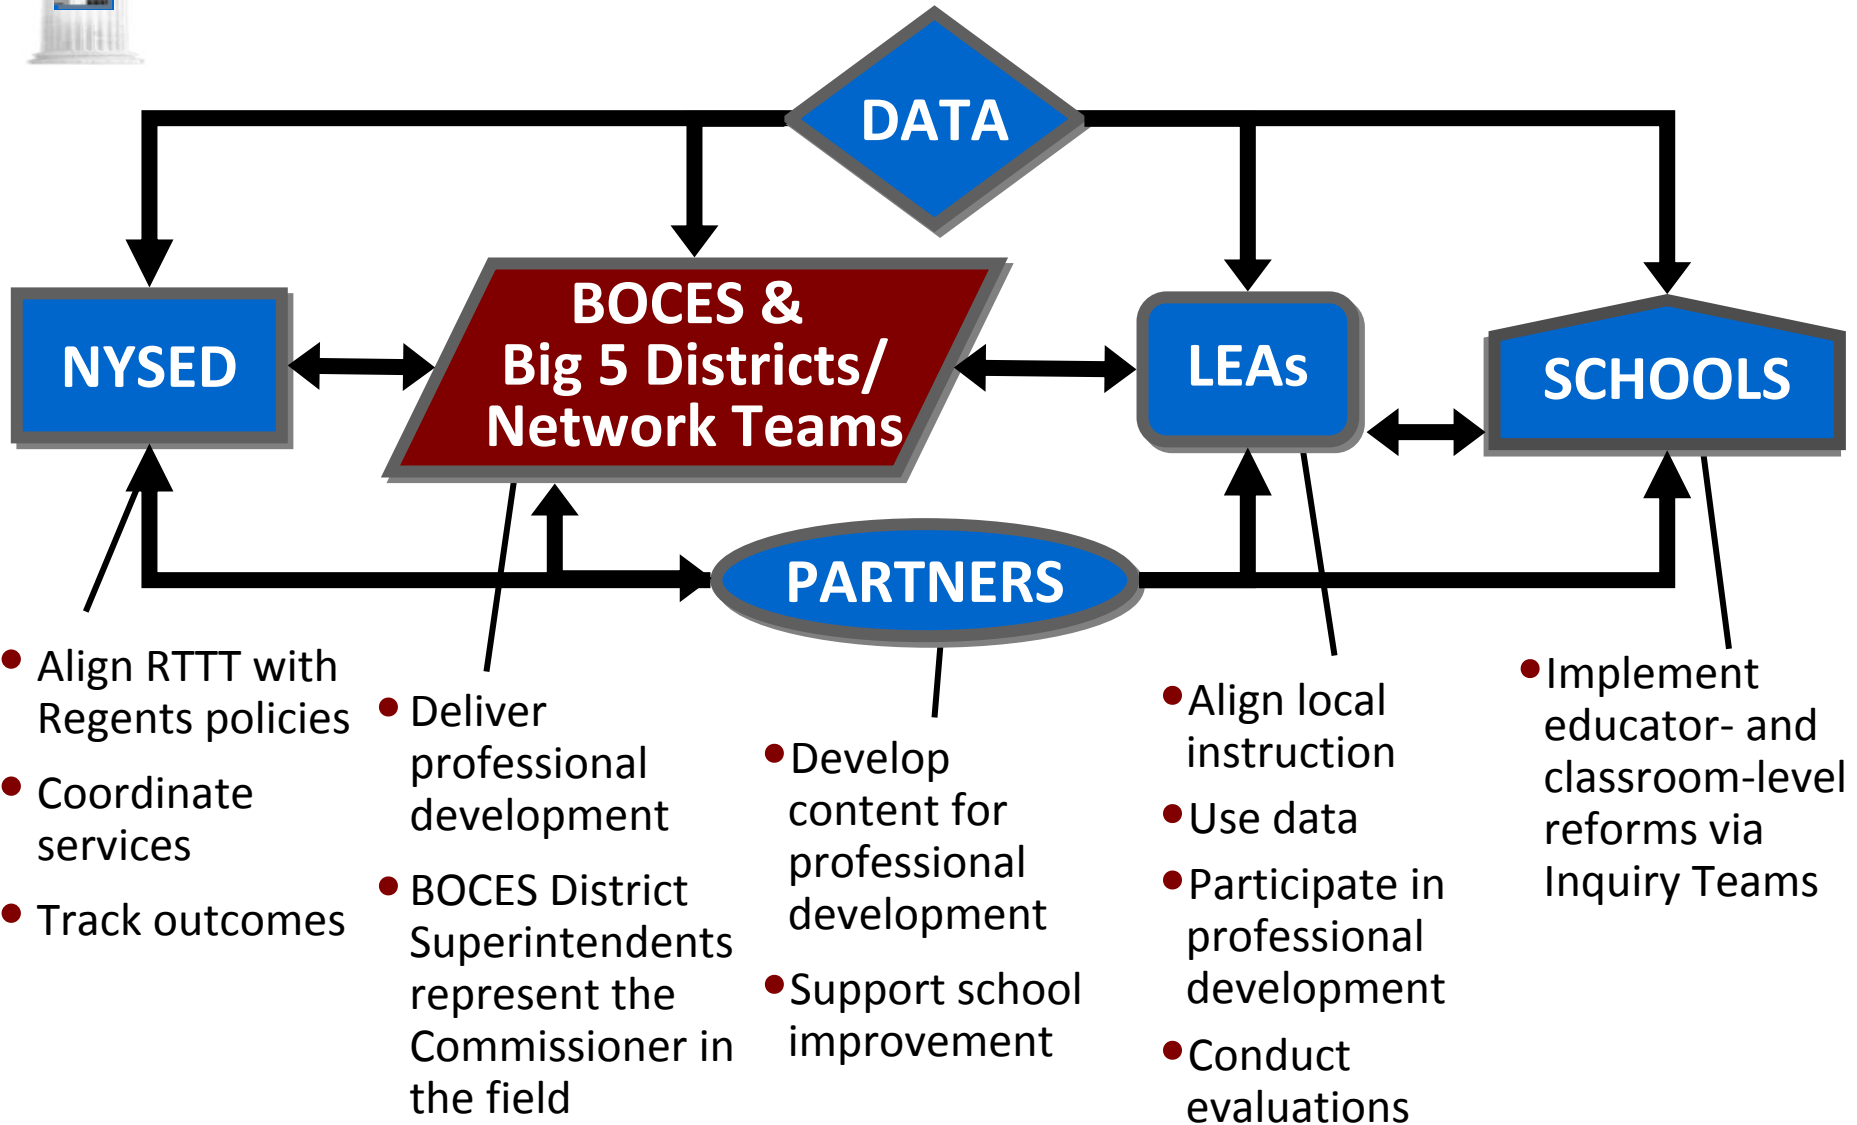 DATA
NYSED
BOCES &
Big 5 Districts/
Network Teams
LEAs
SCHOOLS
PARTNERS
• Align RTTT with
Regents policies
• Coordinate
services
• Track outcomes
• Deliver
professional
development
• BOCES District
Superintendents
represent the
Commissioner in
the field
• Develop
content for
professional
development
• Support school
improvement
• Align local
instruction
• Use data
• Participate in
professional
development
• Conduct
evaluations
• Implement
educator- and
classroom-level
reforms via
Inquiry Teams